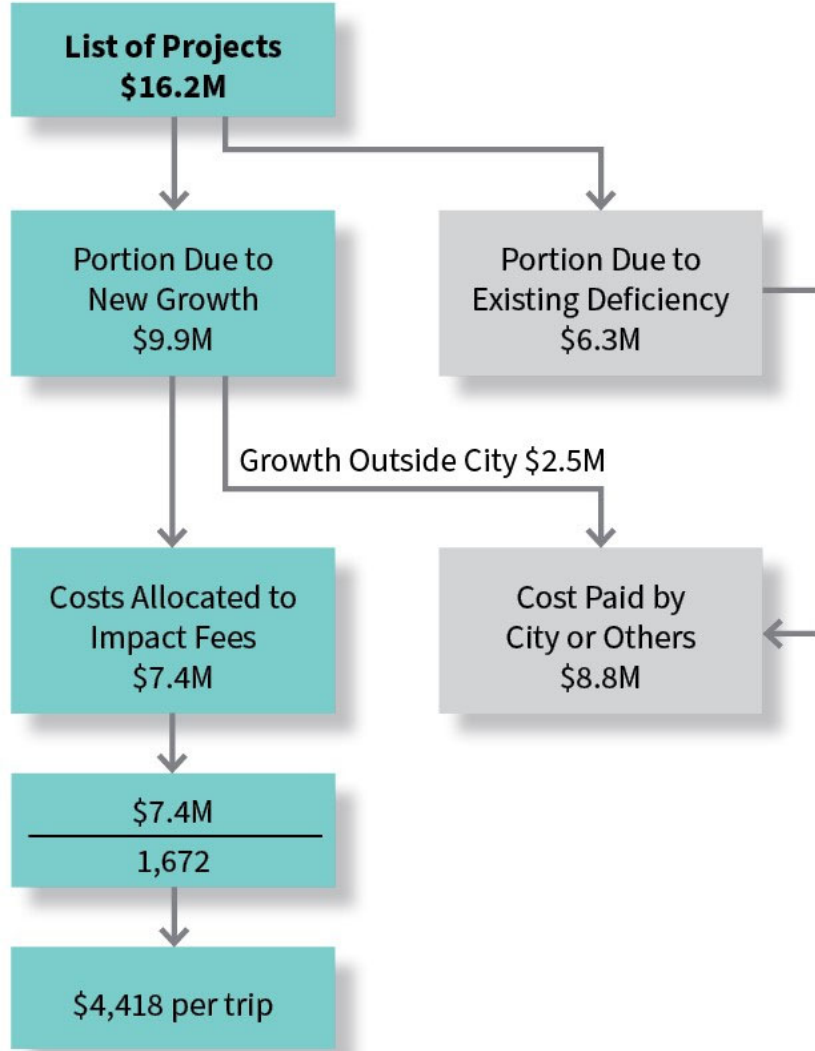 List of Projects
$16.2M
Portion Due to
New Growth
$9.9M
Portion Due to
Existing Deficiency
$6.3M
Growth Outside City $2.5M
Costs Allocated to
Impact Fees
$7.4M
Cost Paid by
City or Others
$8.8M
$7.4M
1,672
$4,418 per trip